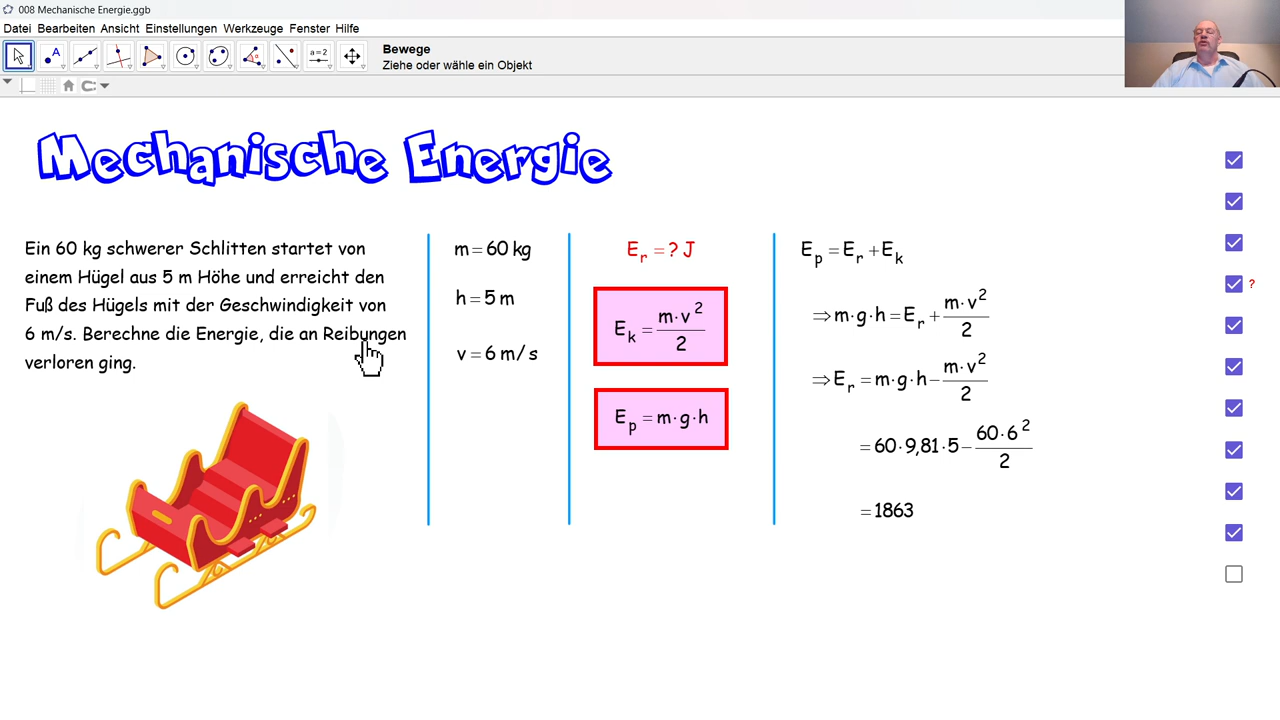 008 Mechanische Energie.ggb
Datei Bearbeiten Ansicht Einstellungen Werkzeuge Fenster Hilfe
A
a=2
Bewege
Ziehe oder wähle ein Objekt
Mechanische Energie
Ein 60 kg schwerer Schlitten startet von
einem Hügel aus 5 m Höhe und erreicht den
Fuß des Hügels mit der Geschwindigkeit von
6 m/s. Berechne die Energie, die an Reibungen
verloren ging.
m = 60 kg
h = 5 m
v = 6 m/s
E_r = ? J
E_k = m·v²/2
E_p = m·g·h
E_p = E_r + E_k
⇒ m·g·h = E_r + m·v²/2
⇒ E_r = m·g·h − m·v²/2
= 60·9,81·5 − 60·6²/2
= 1863
?